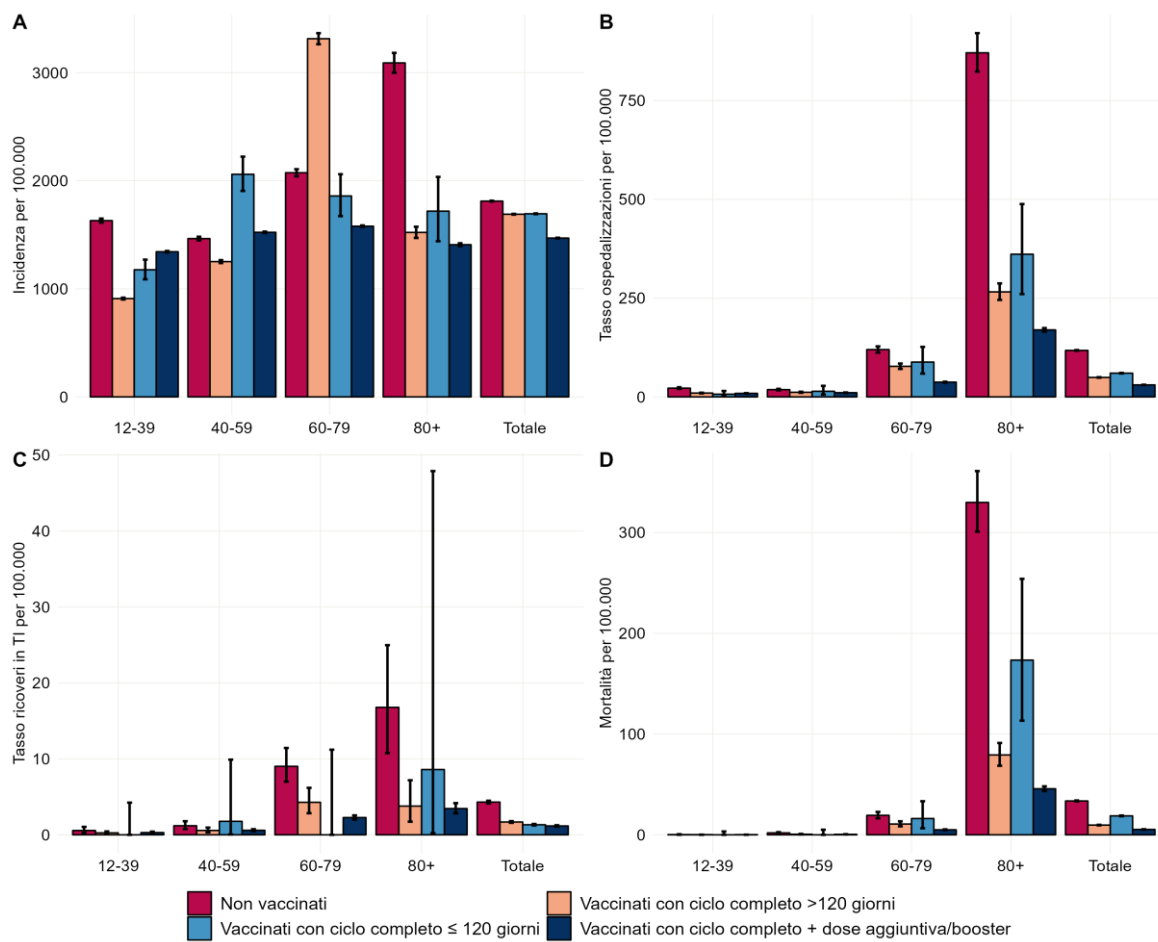 A
Incidenza per 100.000
3000
2000
1000
0
12-39 40-59 60-79 80+ Totale
B
Tasso ospedalizzazioni per 100.000
750
500
250
0
12-39 40-59 60-79 80+ Totale
C
Tasso ricoveri in TI per 100.000
50
40
30
20
10
0
12-39 40-59 60-79 80+ Totale
D
Mortalità per 100.000
300
200
100
0
12-39 40-59 60-79 80+ Totale
Non vaccinati
Vaccinati con ciclo completo >120 giorni
Vaccinati con ciclo completo ≤ 120 giorni
Vaccinati con ciclo completo + dose aggiuntiva/booster